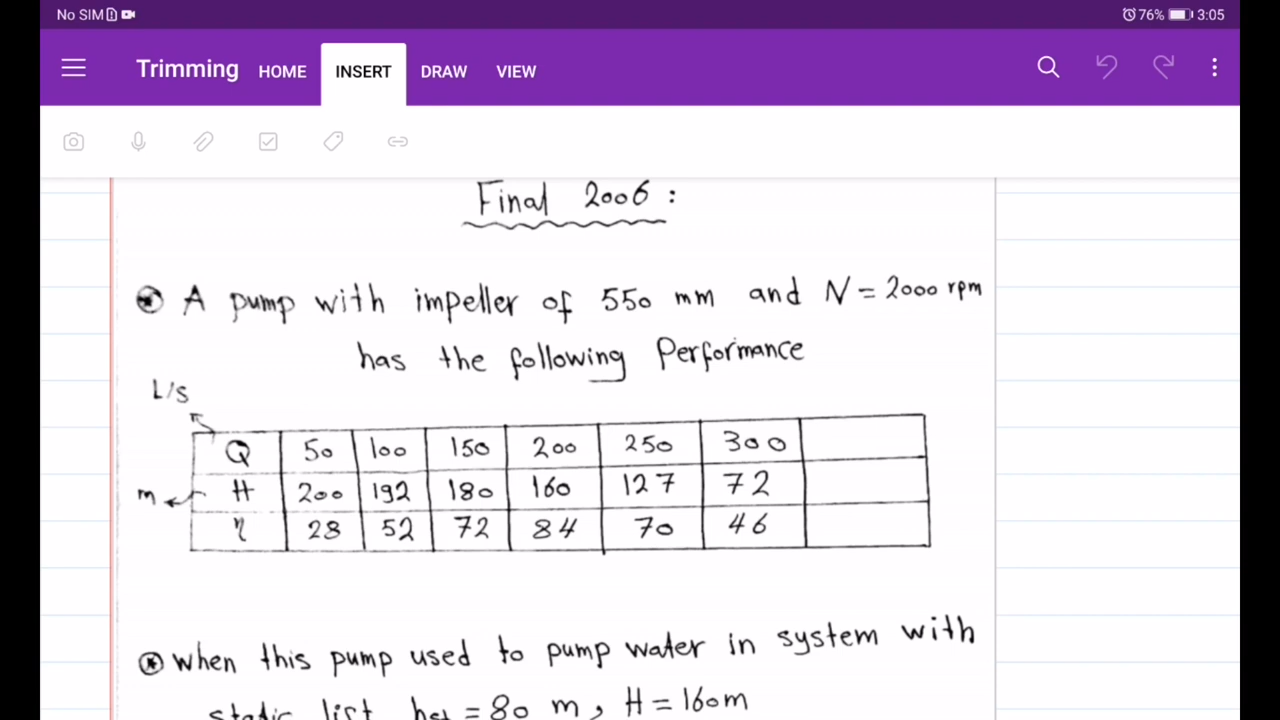 No SIM
76% 3:05
Trimming HOME INSERT DRAW VIEW
Final 2006 :
A pump with impeller of 550 mm and N = 2000 rpm
has the following Performance
L/s
Q 50 100 150 200 250 300
m H 200 192 180 160 127 72
η 28 52 72 84 70 46
when this pump used to pump water in system with
static list hst = 80 m, H = 160m